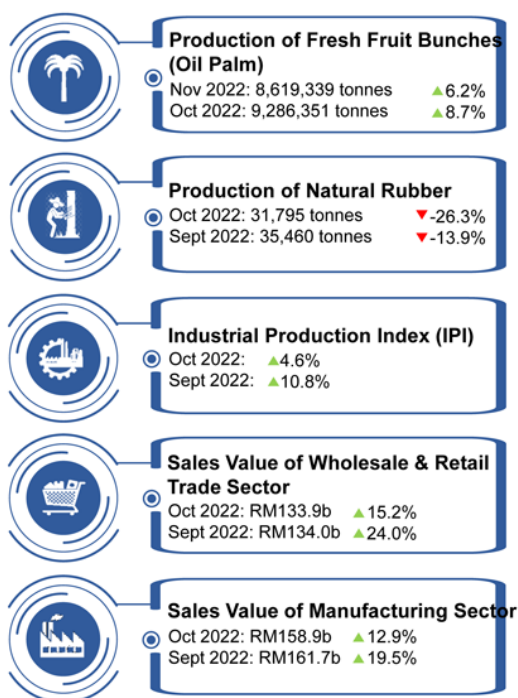 Production of Fresh Fruit Bunches
(Oil Palm)
Nov 2022: 8,619,339 tonnes ▲6.2%
Oct 2022: 9,286,351 tonnes ▲8.7%
Production of Natural Rubber
Oct 2022: 31,795 tonnes ▼-26.3%
Sept 2022: 35,460 tonnes ▼-13.9%
Industrial Production Index (IPI)
Oct 2022: ▲4.6%
Sept 2022: ▲10.8%
Sales Value of Wholesale & Retail
Trade Sector
Oct 2022: RM133.9b ▲15.2%
Sept 2022: RM134.0b ▲24.0%
Sales Value of Manufacturing Sector
Oct 2022: RM158.9b ▲12.9%
Sept 2022: RM161.7b ▲19.5%